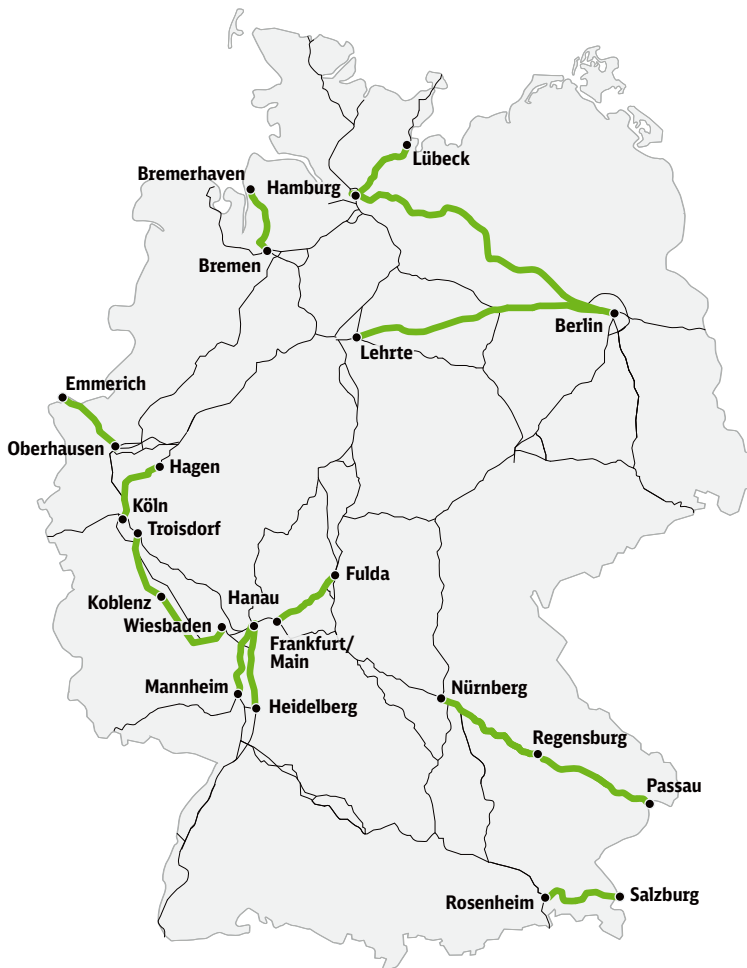 Lübeck
Bremerhaven
Hamburg
Bremen
Berlin
Lehrte
Emmerich
Oberhausen
Hagen
Köln
Troisdorf
Fulda
Koblenz
Hanau
Wiesbaden
Frankfurt/
Main
Mannheim
Nürnberg
Heidelberg
Regensburg
Passau
Rosenheim
Salzburg